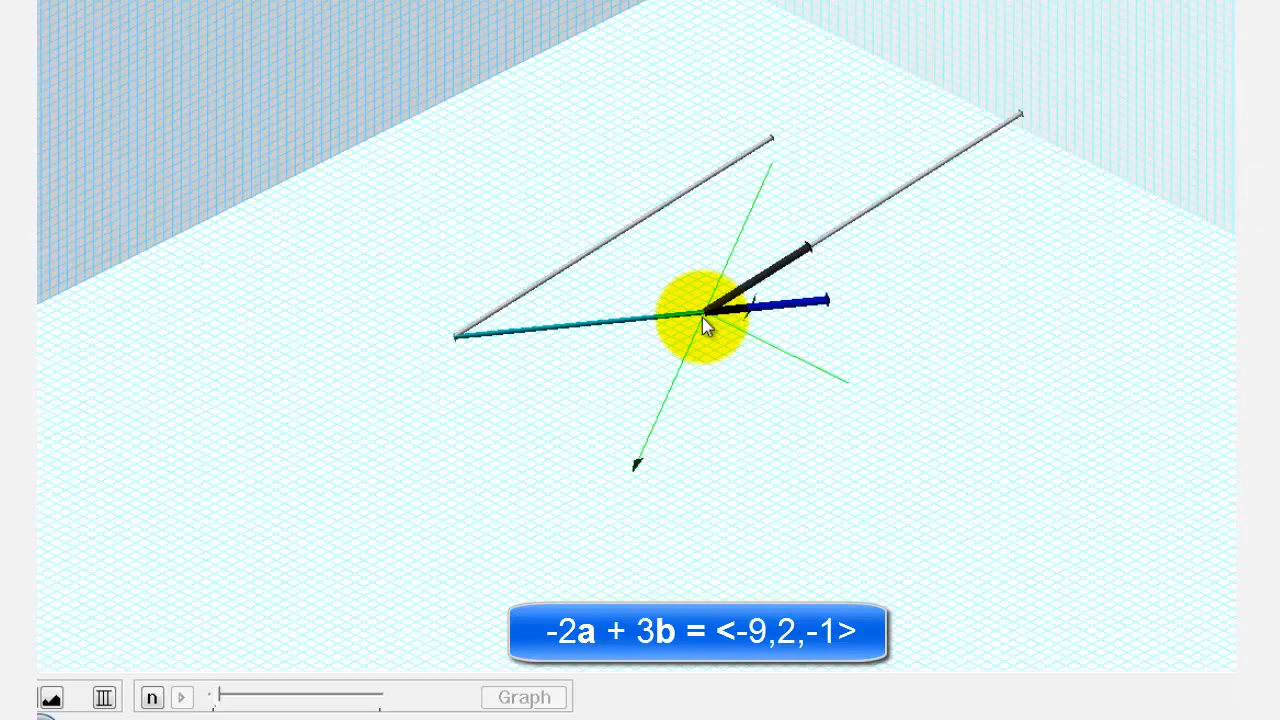 -2a + 3b = <-9,2,-1>
n
Graph